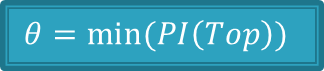 θ = min(PI(Top))